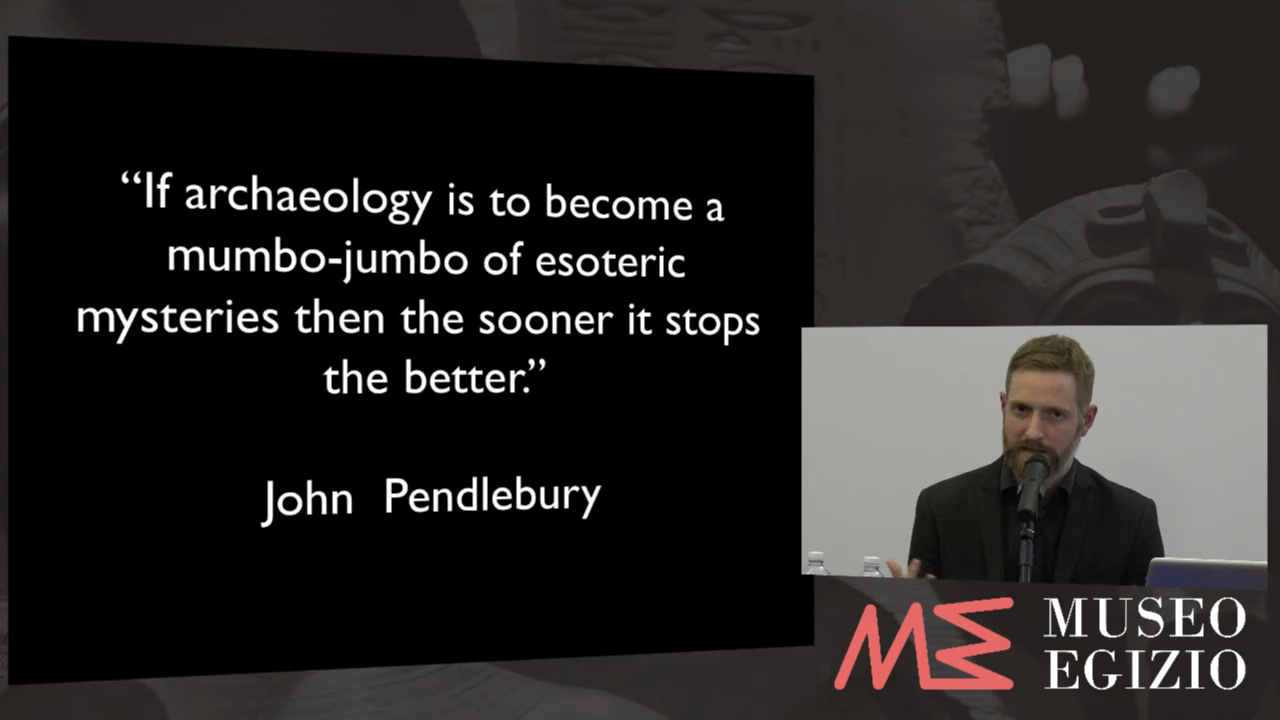 “If archaeology is to become a
mumbo-jumbo of esoteric
mysteries then the sooner it stops
the better.”
John Pendlebury
ME MUSEO
EGIZIO